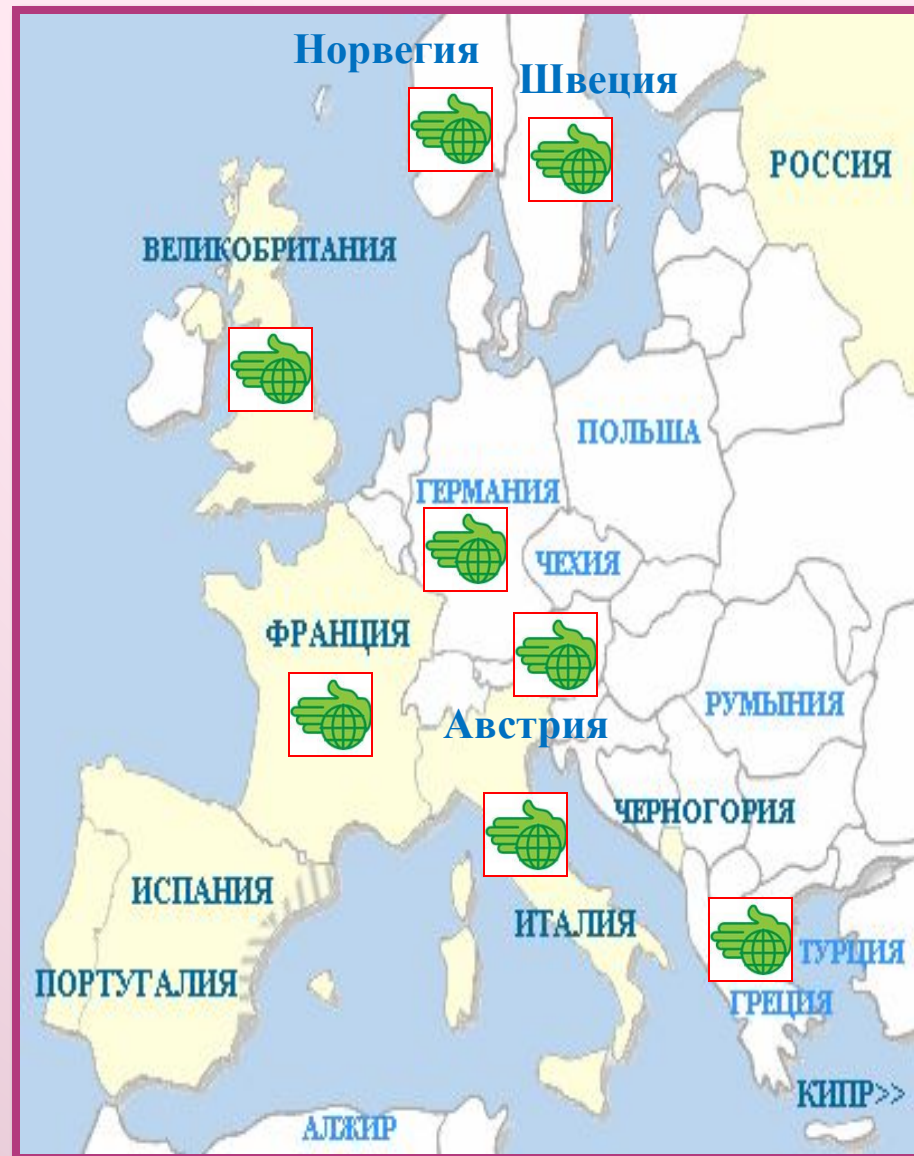 Норвегия
Швеция
РОССИЯ
ВЕЛИКОБРИТАНИЯ
ПОЛЬША
ГЕРМАНИЯ
ЧЕХИЯ
ФРАНЦИЯ
РУМЫНИЯ
Австрия
ЧЕРНОГОРИЯ
ИСПАНИЯ
ИТАЛИЯ
ТУРЦИЯ
ПОРТУГАЛИЯ
ГРЕЦИЯ
КИПР>>
АЛЖИР